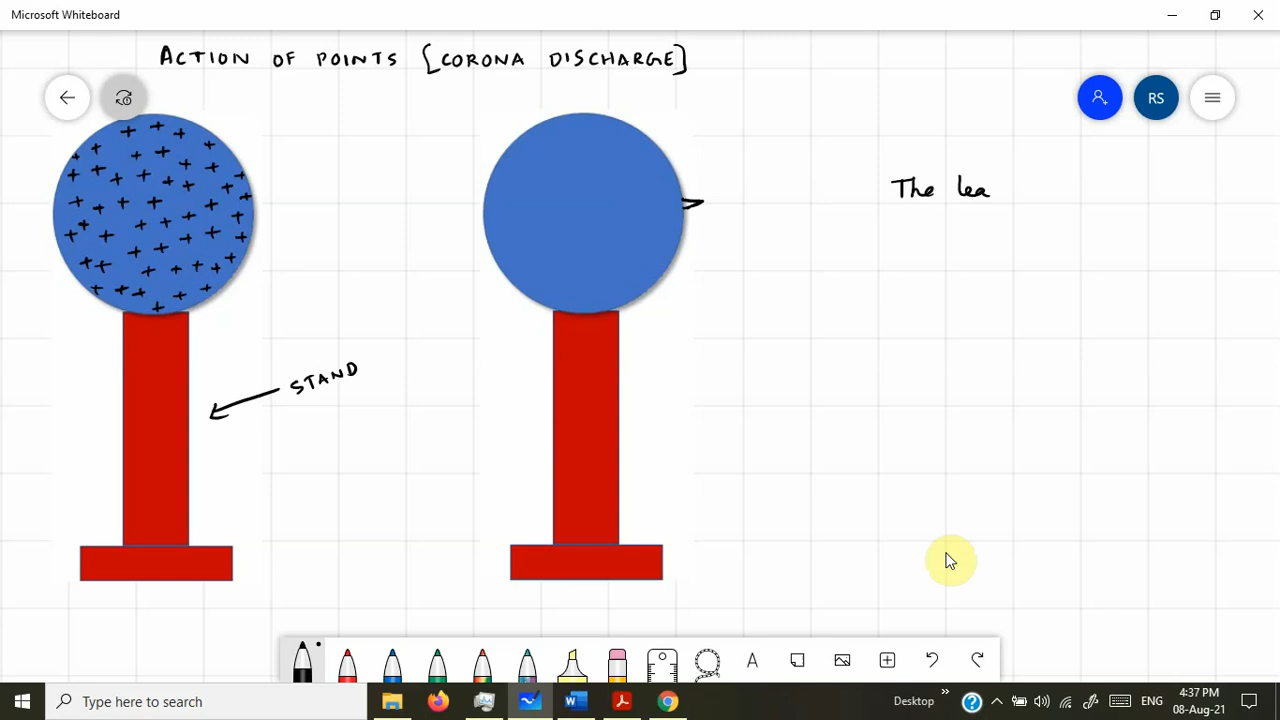 Microsoft Whiteboard
ACTION OF POINTS [CORONA DISCHARGE]
RS
The lea
STAND
A
Type here to search
Desktop
ENG
4:37 PM
08-Aug-21